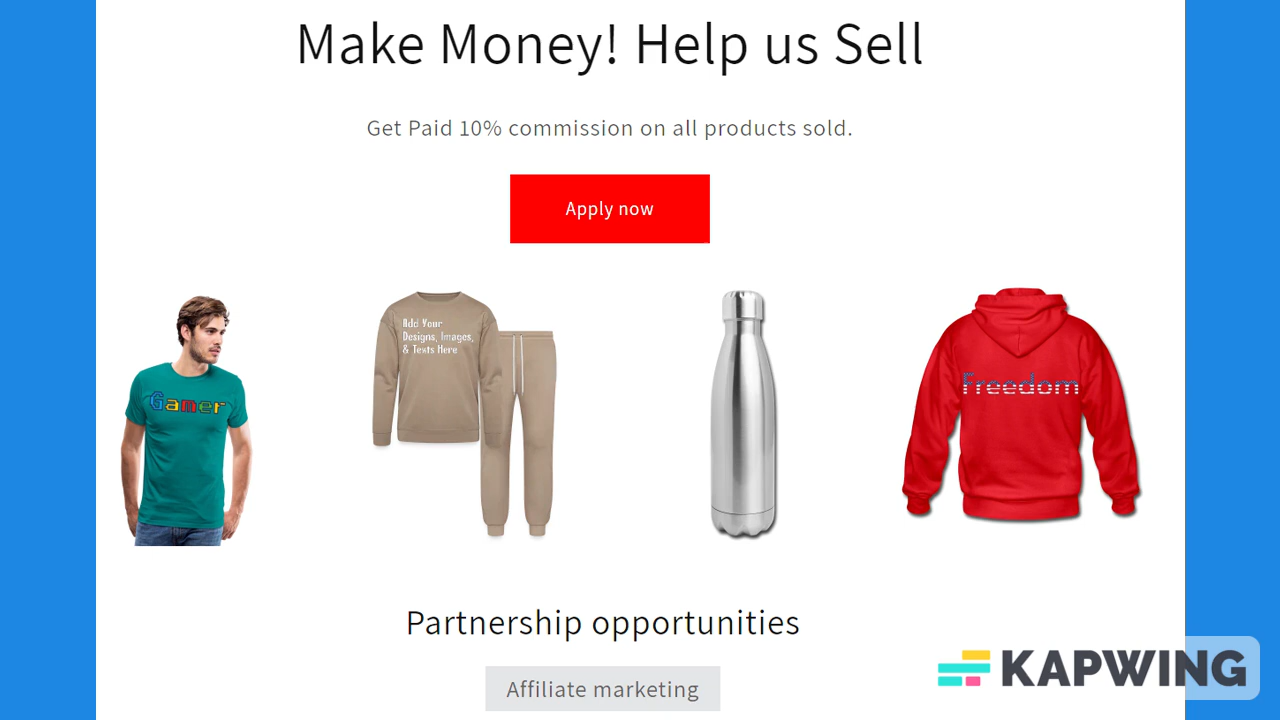 Make Money! Help us Sell
Get Paid 10% commission on all products sold.
Apply now
Gamer
Add Your
Designs, Images,
& Texts Here
Freedom
Partnership opportunities
KAPWING
Affiliate marketing